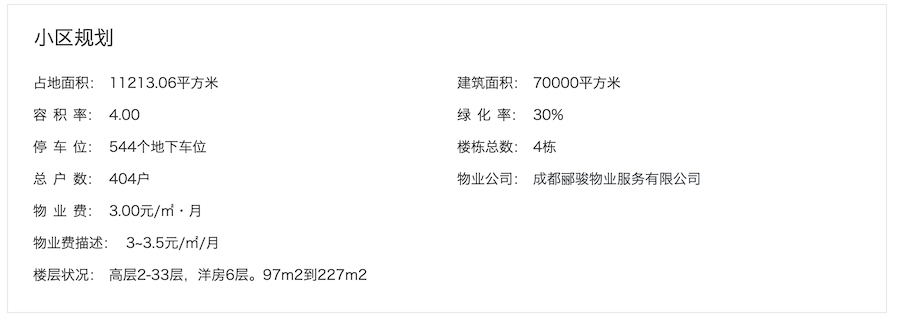 小区规划
占地面积： 11213.06平方米 建筑面积： 70000平方米
容 积 率： 4.00 绿 化 率： 30%
停 车 位： 544个地下车位 楼栋总数： 4栋
总 户 数： 404户 物业公司： 成都郦骏物业服务有限公司
物 业 费： 3.00元/㎡·月
物业费描述： 3~3.5元/㎡/月
楼层状况： 高层2-33层，洋房6层。97m2到227m2